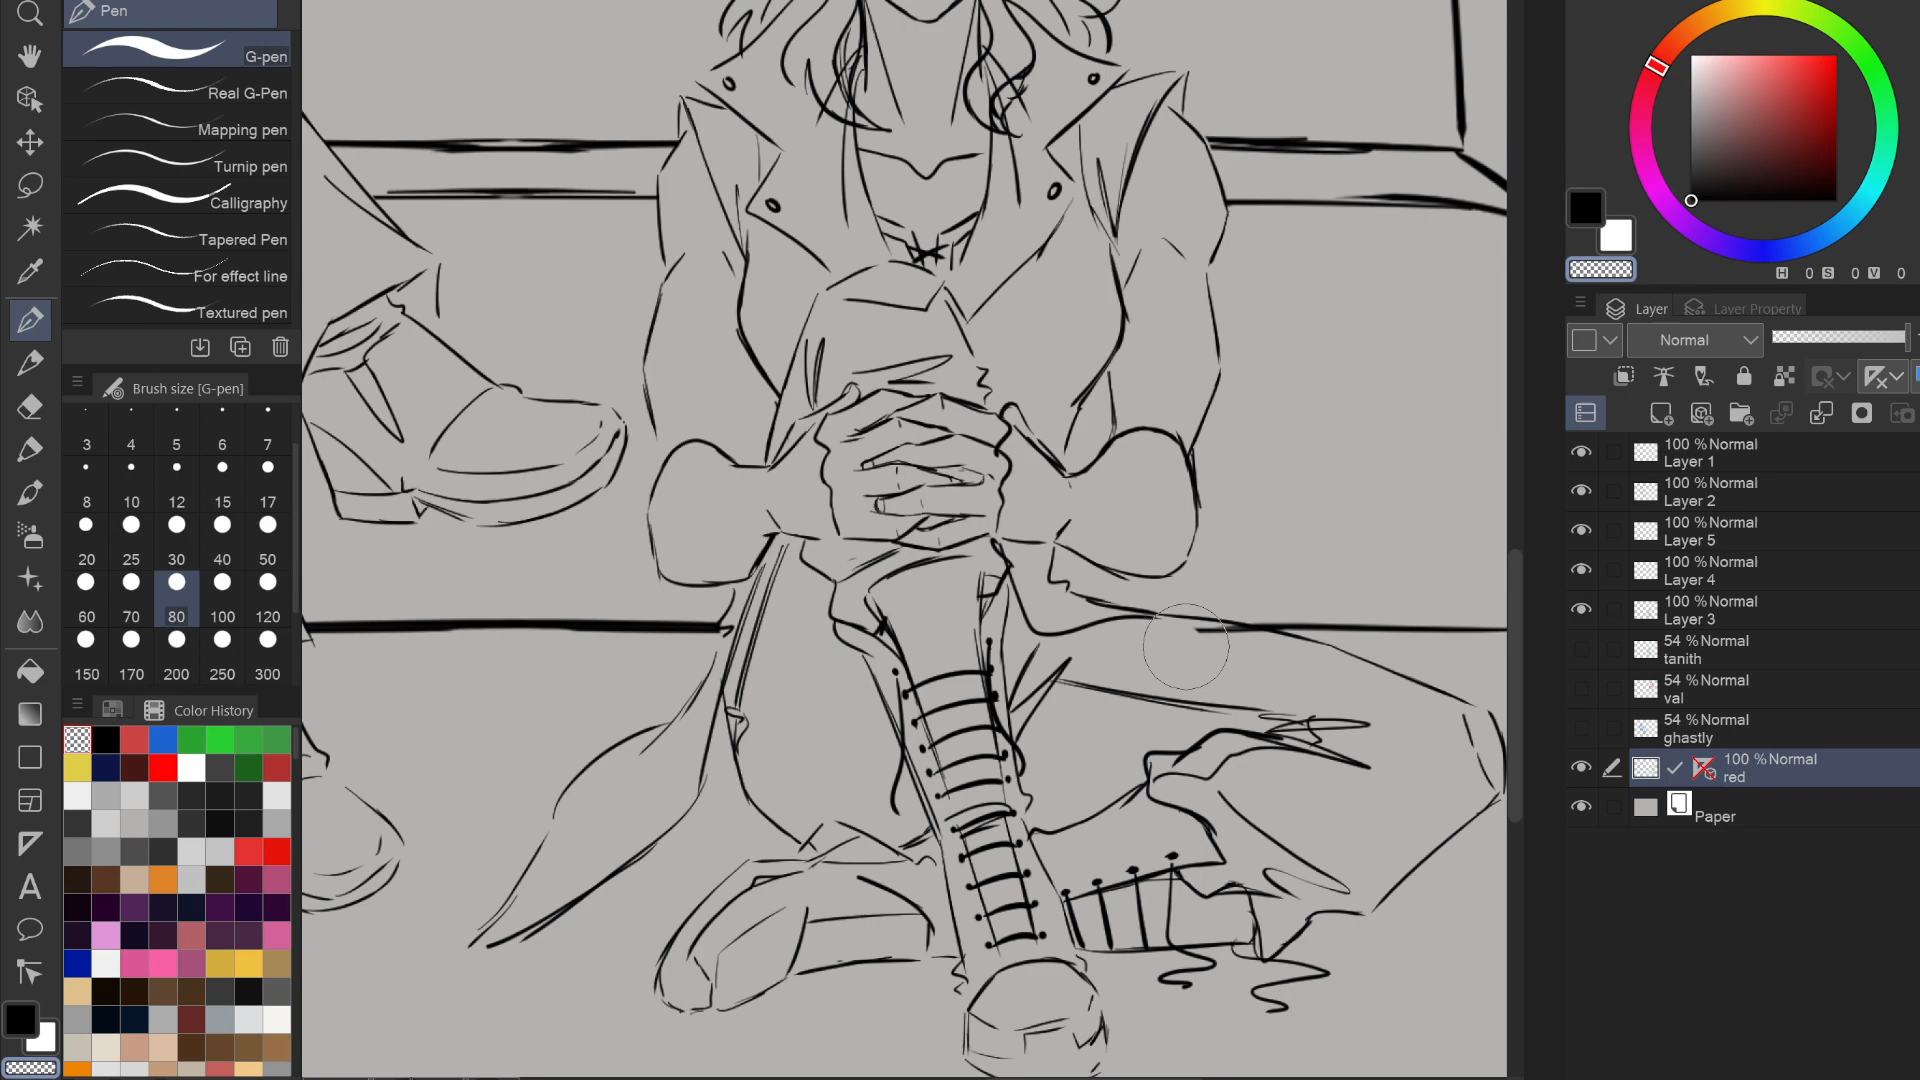 Pen
G-pen
Real G-Pen
Mapping pen
Turnip pen
Calligraphy
Tapered Pen
For effect line
Textured pen
Brush size [G-pen]
3 4 5 6 7
8 10 12 15 17
20 25 30 40 50
60 70 80 100 120
150 170 200 250 300
Color History
H 0 S 0 V 0
Layer Layer Property
Normal
100 %Normal
Layer 1
100 %Normal
Layer 2
100 %Normal
Layer 5
100 %Normal
Layer 4
100 %Normal
Layer 3
54 %Normal
tanith
54 %Normal
val
54 %Normal
ghastly
100 %Normal
red
Paper